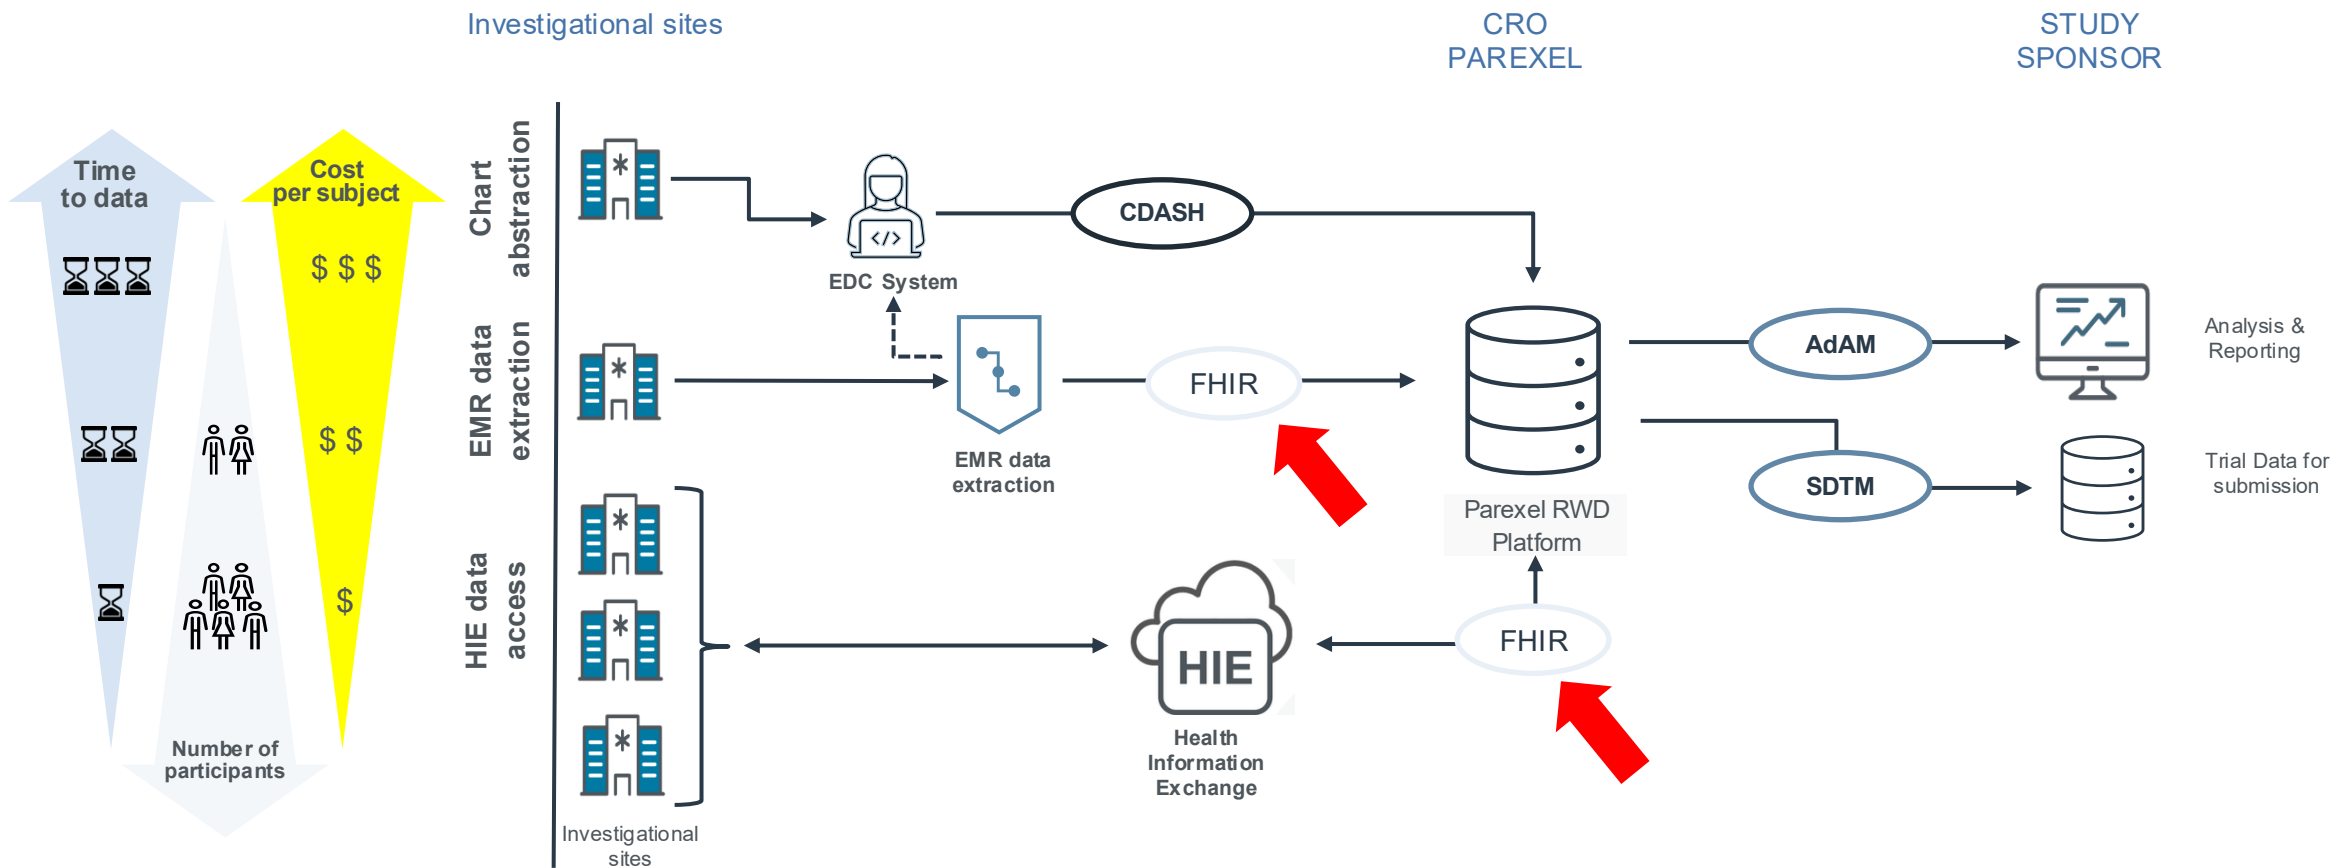 Investigational sites
CRO
PAREXEL
STUDY
SPONSOR
Time
to data
Cost
per subject
$ $ $
$ $
$
Number of
participants
Chart
abstraction
EMR data
extraction
HIE data
access
EDC System
CDASH
EMR data
extraction
FHIR
Parexel RWD
Platform
AdAM
Analysis &
Reporting
SDTM
Trial Data for
submission
HIE
Health
Information
Exchange
FHIR
Investigational
sites